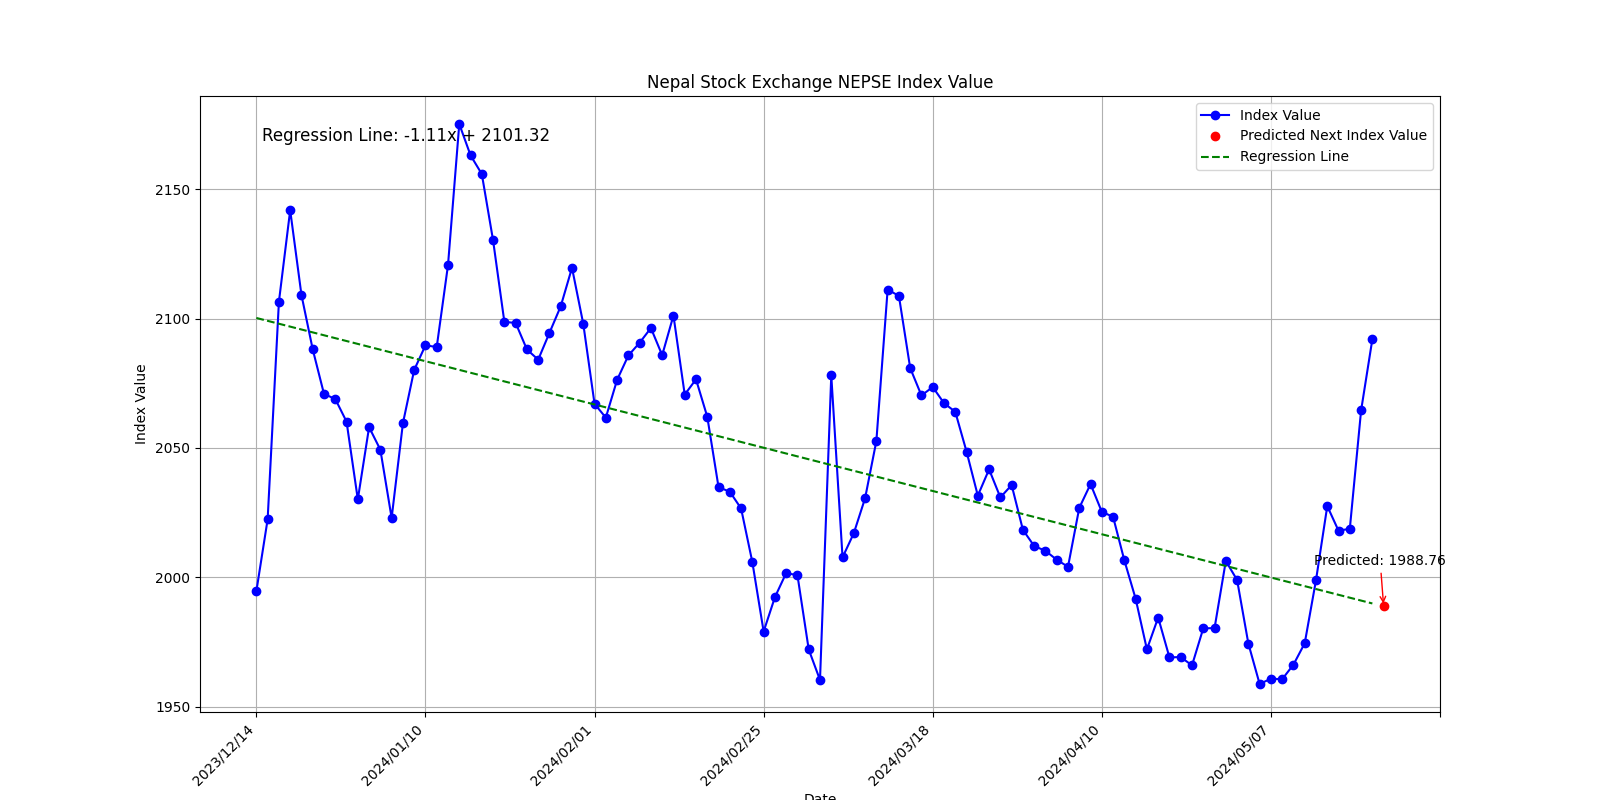 Nepal Stock Exchange NEPSE Index Value
Regression Line: -1.11x + 2101.32
Index Value
Predicted Next Index Value
Regression Line
2150
2100
2050
2000
1950
Index Value
Predicted: 1988.76
2023/12/14
2024/01/10
2024/02/01
2024/02/25
2024/03/18
2024/04/10
2024/05/07
Date